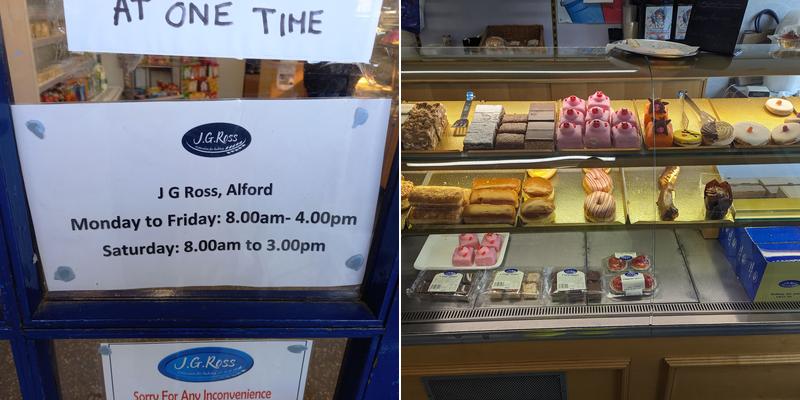 AT ONE TIME
J.G.Ross
J G Ross, Alford
Monday to Friday: 8.00am- 4.00pm
Saturday: 8.00am to 3.00pm
J.G.Ross
Sorry For Any Inconvenience